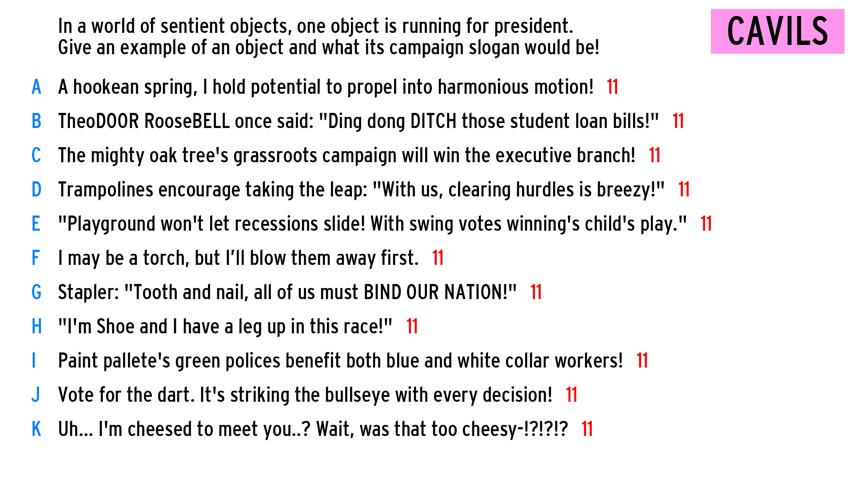 In a world of sentient objects, one object is running for president.
Give an example of an object and what its campaign slogan would be!
CAVILS
A A hookean spring, I hold potential to propel into harmonious motion! 11
B TheoDOOR RooseBELL once said: "Ding dong DITCH those student loan bills!" 11
C The mighty oak tree's grassroots campaign will win the executive branch! 11
D Trampolines encourage taking the leap: "With us, clearing hurdles is breezy!" 11
E "Playground won't let recessions slide! With swing votes winning's child's play." 11
F I may be a torch, but I'll blow them away first. 11
G Stapler: "Tooth and nail, all of us must BIND OUR NATION!" 11
H "I'm Shoe and I have a leg up in this race!" 11
I Paint pallete's green polices benefit both blue and white collar workers! 11
J Vote for the dart. It's striking the bullseye with every decision! 11
K Uh... I'm cheesed to meet you..? Wait, was that too cheesy-!?!?!? 11